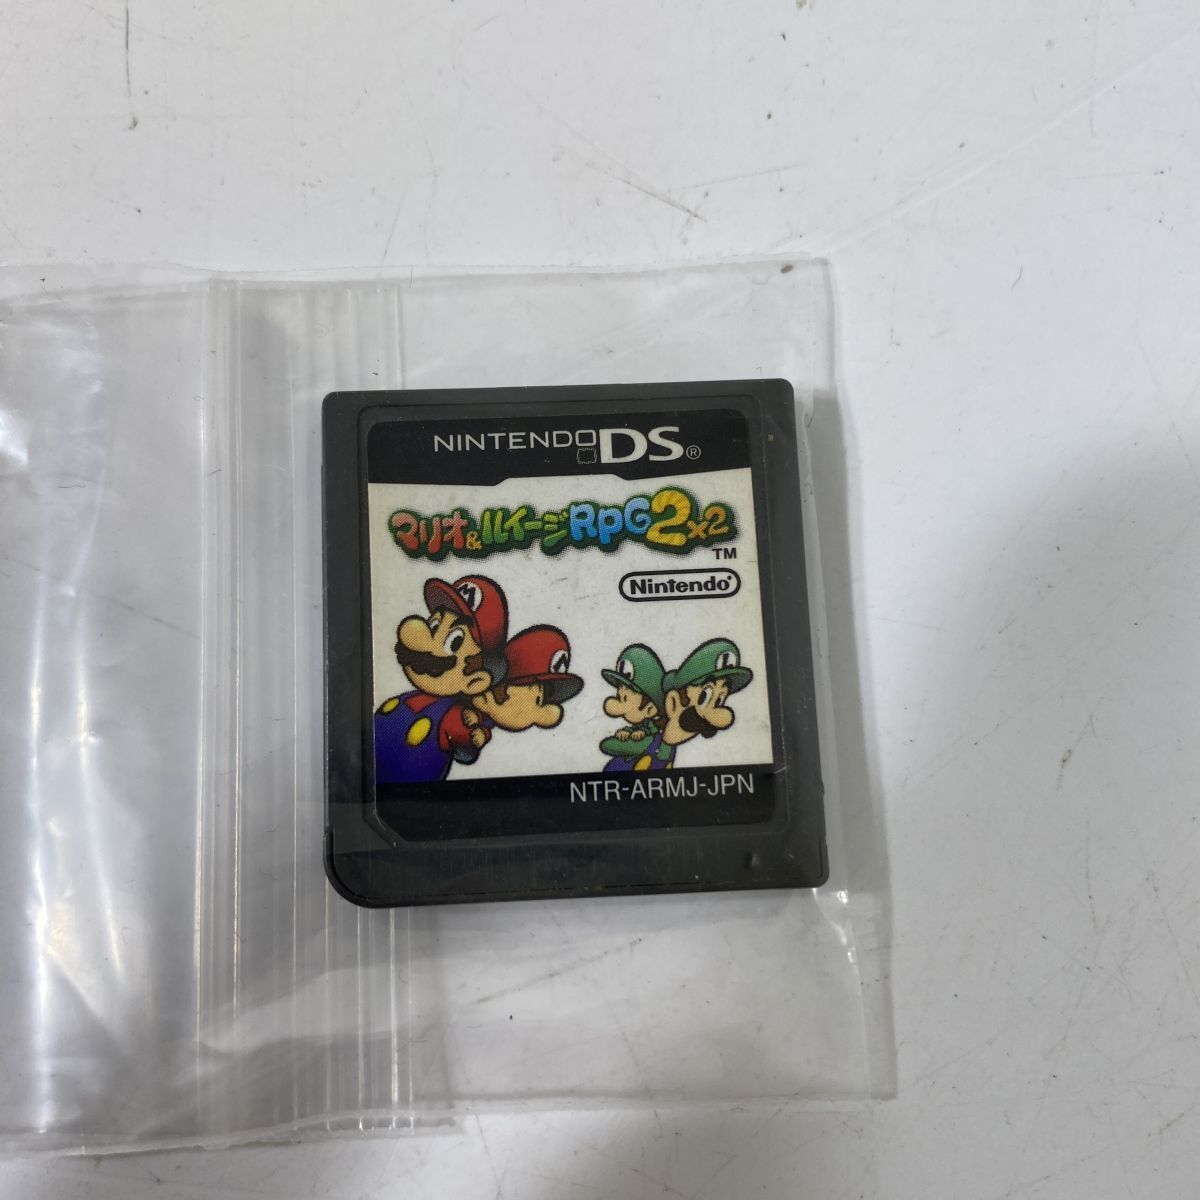 NINTENDO DS®
マリオ&ルイージRPG2x2
TM
Nintendo®
M
M
L
L
NTR-ARMJ-JPN